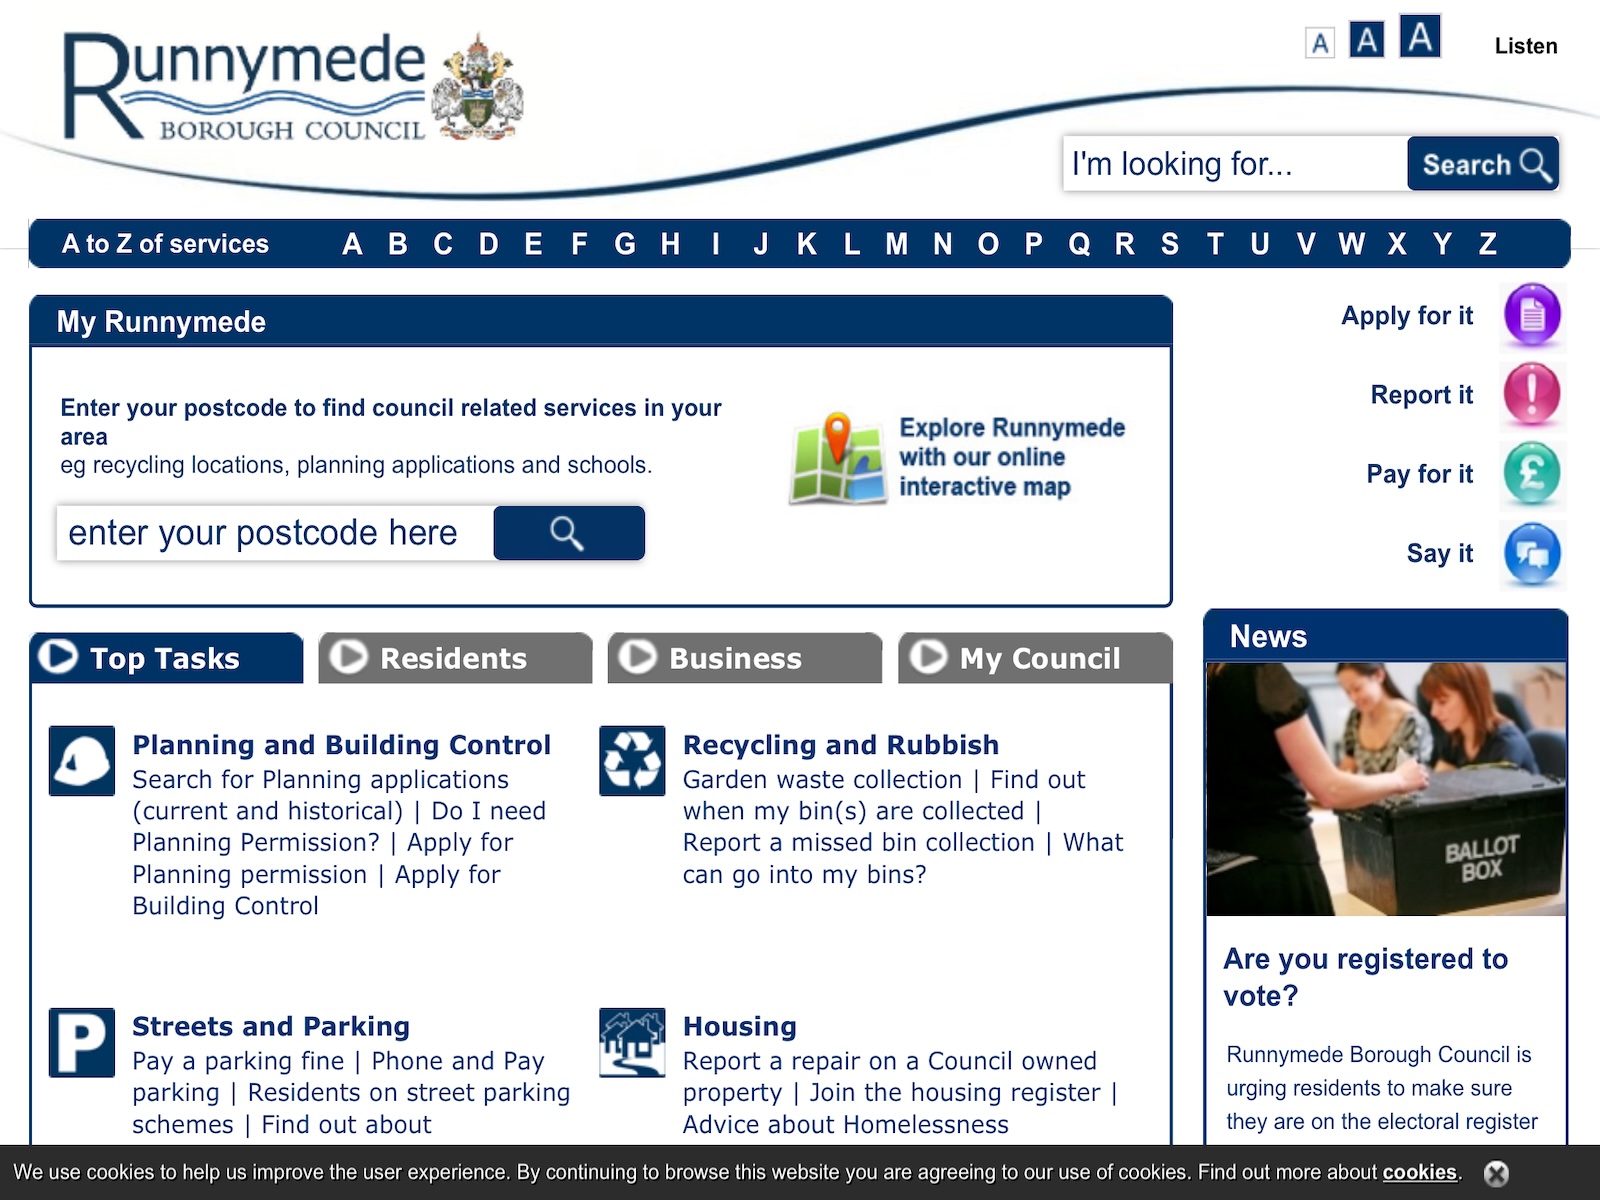 Runnymede
BOROUGH COUNCIL
A A A Listen
I'm looking for... Search
A to Z of services A B C D E F G H I J K L M N O P Q R S T U V W X Y Z
My Runnymede
Enter your postcode to find council related services in your
area
eg recycling locations, planning applications and schools.
enter your postcode here
Explore Runnymede
with our online
interactive map
Apply for it
Report it
Pay for it
£
Say it
Top Tasks Residents Business My Council
Planning and Building Control
Search for Planning applications
(current and historical) | Do I need
Planning Permission? | Apply for
Planning permission | Apply for
Building Control
Recycling and Rubbish
Garden waste collection | Find out
when my bin(s) are collected |
Report a missed bin collection | What
can go into my bins?
P
Streets and Parking
Pay a parking fine | Phone and Pay
parking | Residents on street parking
schemes | Find out about
Housing
Report a repair on a Council owned
property | Join the housing register |
Advice about Homelessness
News
BALLOT
BOX
Are you registered to
vote?
Runnymede Borough Council is
urging residents to make sure
they are on the electoral register
We use cookies to help us improve the user experience. By continuing to browse this website you are agreeing to our use of cookies. Find out more about cookies.